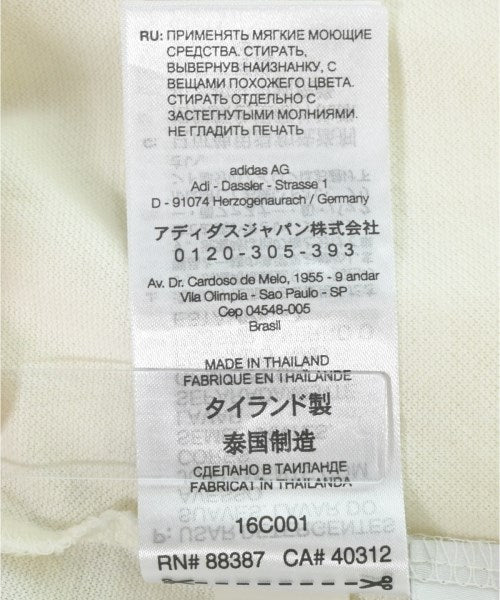 RU: ПРИМЕНЯТЬ МЯГКИЕ МОЮЩИЕ
СРЕДСТВА. СТИРАТЬ,
ВЫВЕРНУВ НАИЗНАНКУ, С
ВЕЩАМИ ПОХОЖЕГО ЦВЕТА.
СТИРАТЬ ОТДЕЛЬНО С
ЗАСТЕГНУТЫМИ МОЛНИЯМИ.
НЕ ГЛАДИТЬ ПЕЧАТЬ
adidas AG
Adi - Dassler - Strasse 1
D - 91074 Herzogenaurach / Germany
アディダスジャパン株式会社
0120-305-393
Av. Dr. Cardoso de Melo, 1955 - 9 andar
Vila Olimpia - Sao Paulo - SP
Cep 04548-005
Brasil
MADE IN THAILAND
FABRIQUE EN THAÏLANDE
タイランド製
泰国制造
СДЕЛАНО В ТАИЛАНДЕ
FABRICAT ÎN THAILANDA
16C001
RN# 88387 CA# 40312